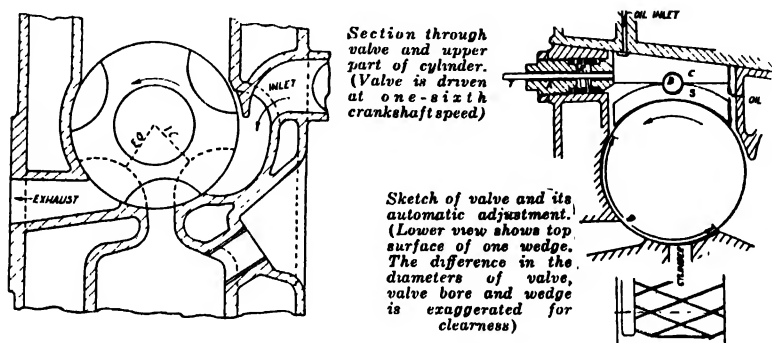 Section through
valve and upper
part of cylinder.
(Valve is driven
at one-sixth
crankshaft speed)
INLET
EXHAUST
OIL INLET
C
B
S
OIL
Sketch of valve and its
automatic adjustment.
(Lower view shows top
surface of one wedge.
The difference in the
diameters of valve,
valve bore and wedge
is exaggerated for
clearness)
CYLINDER